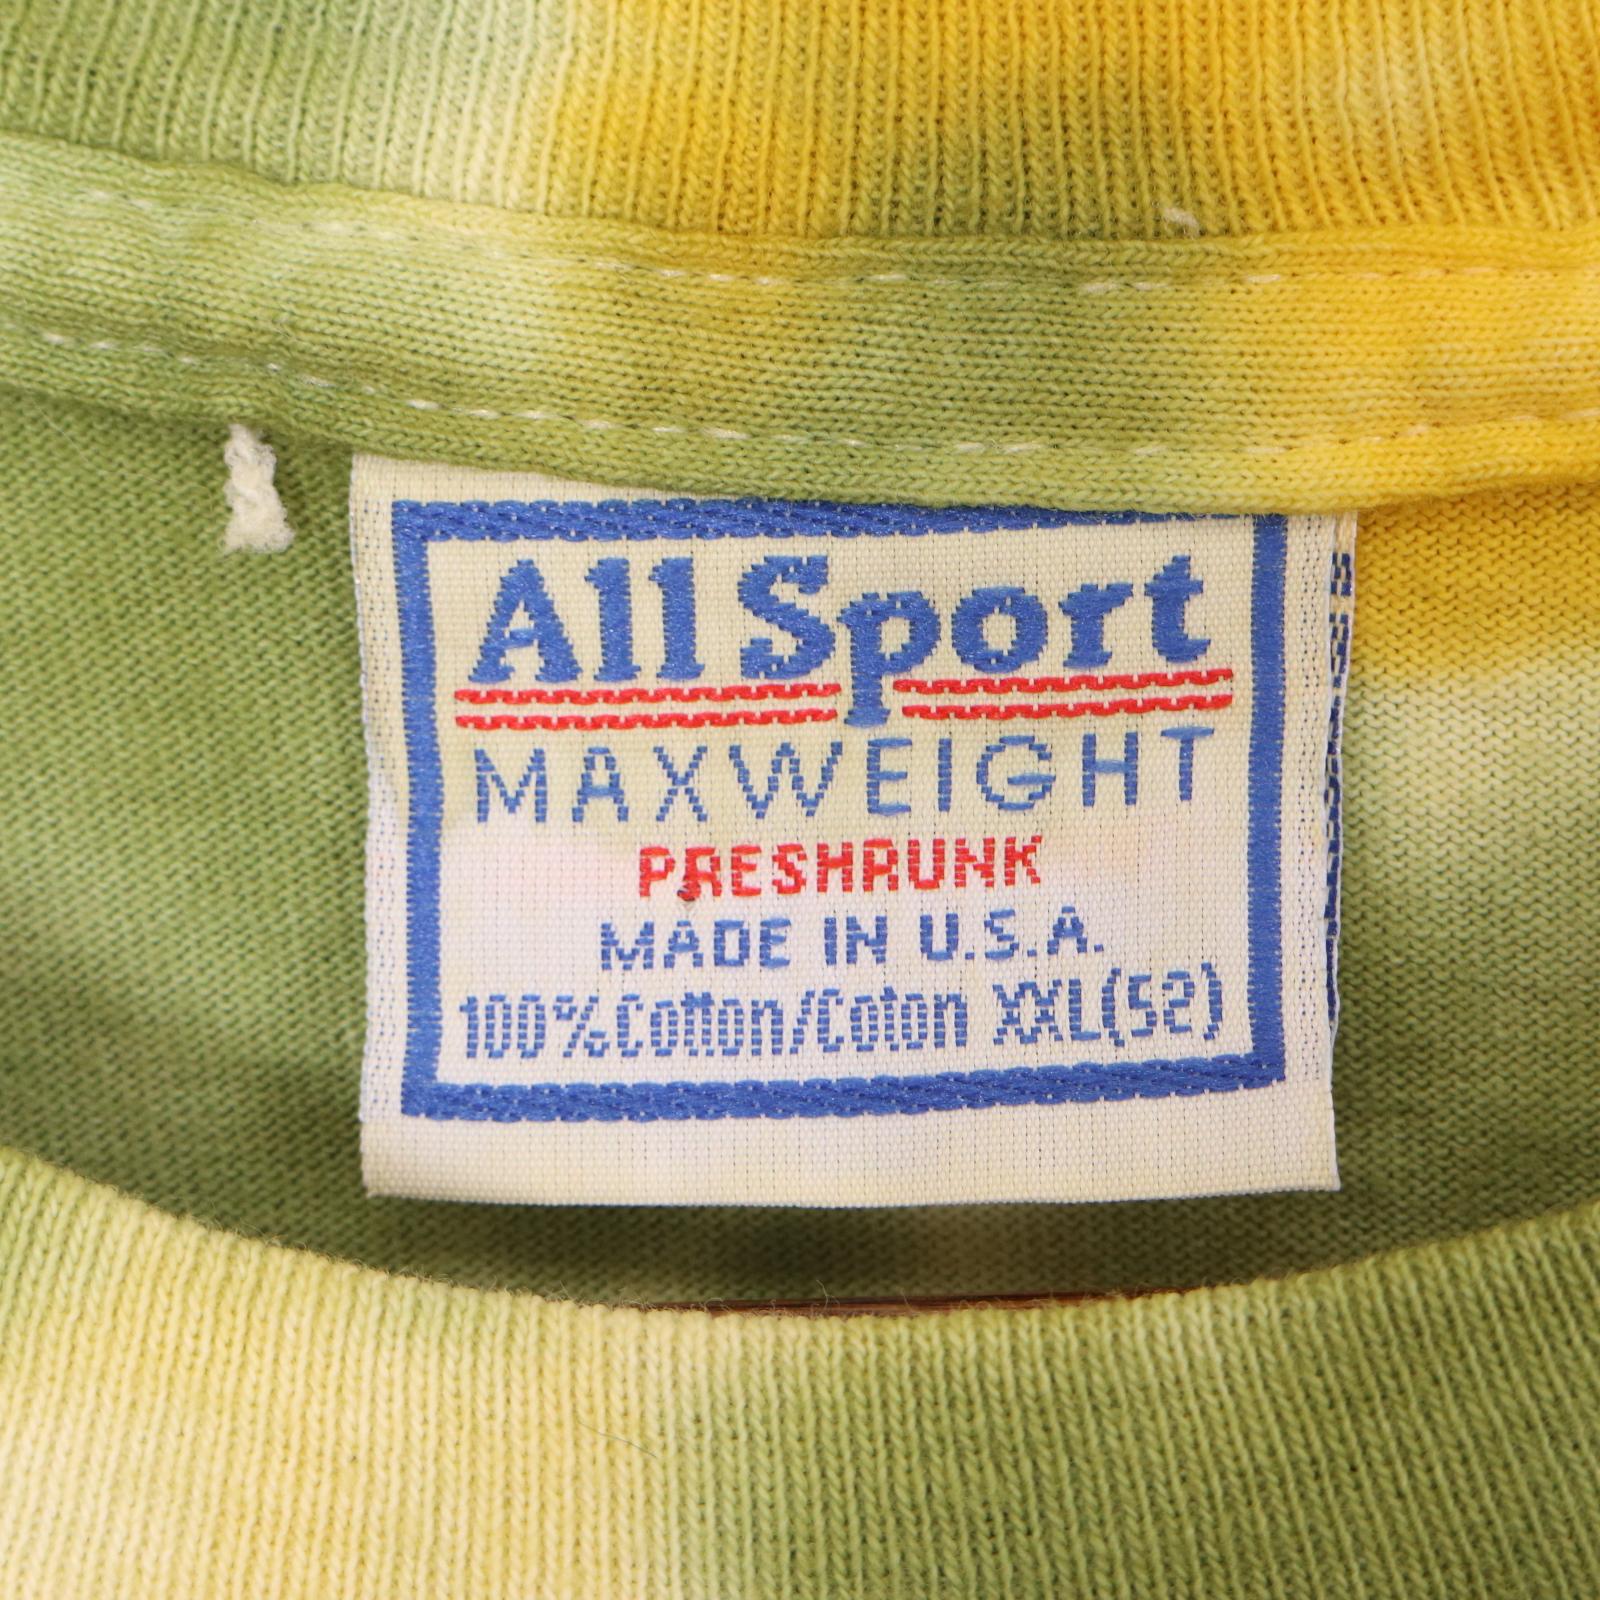 All Sport
MAXWEIGHT
PRESHRUNK
MADE IN U.S.A.
100% Cotton/Coton XXL(52)